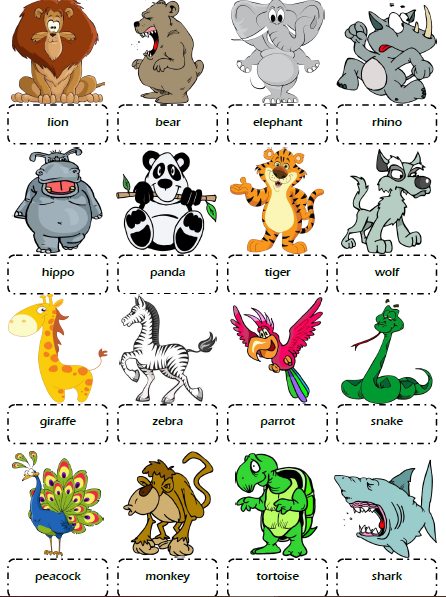 lion bear elephant rhino
hippo panda tiger wolf
giraffe zebra parrot snake
peacock monkey tortoise shark